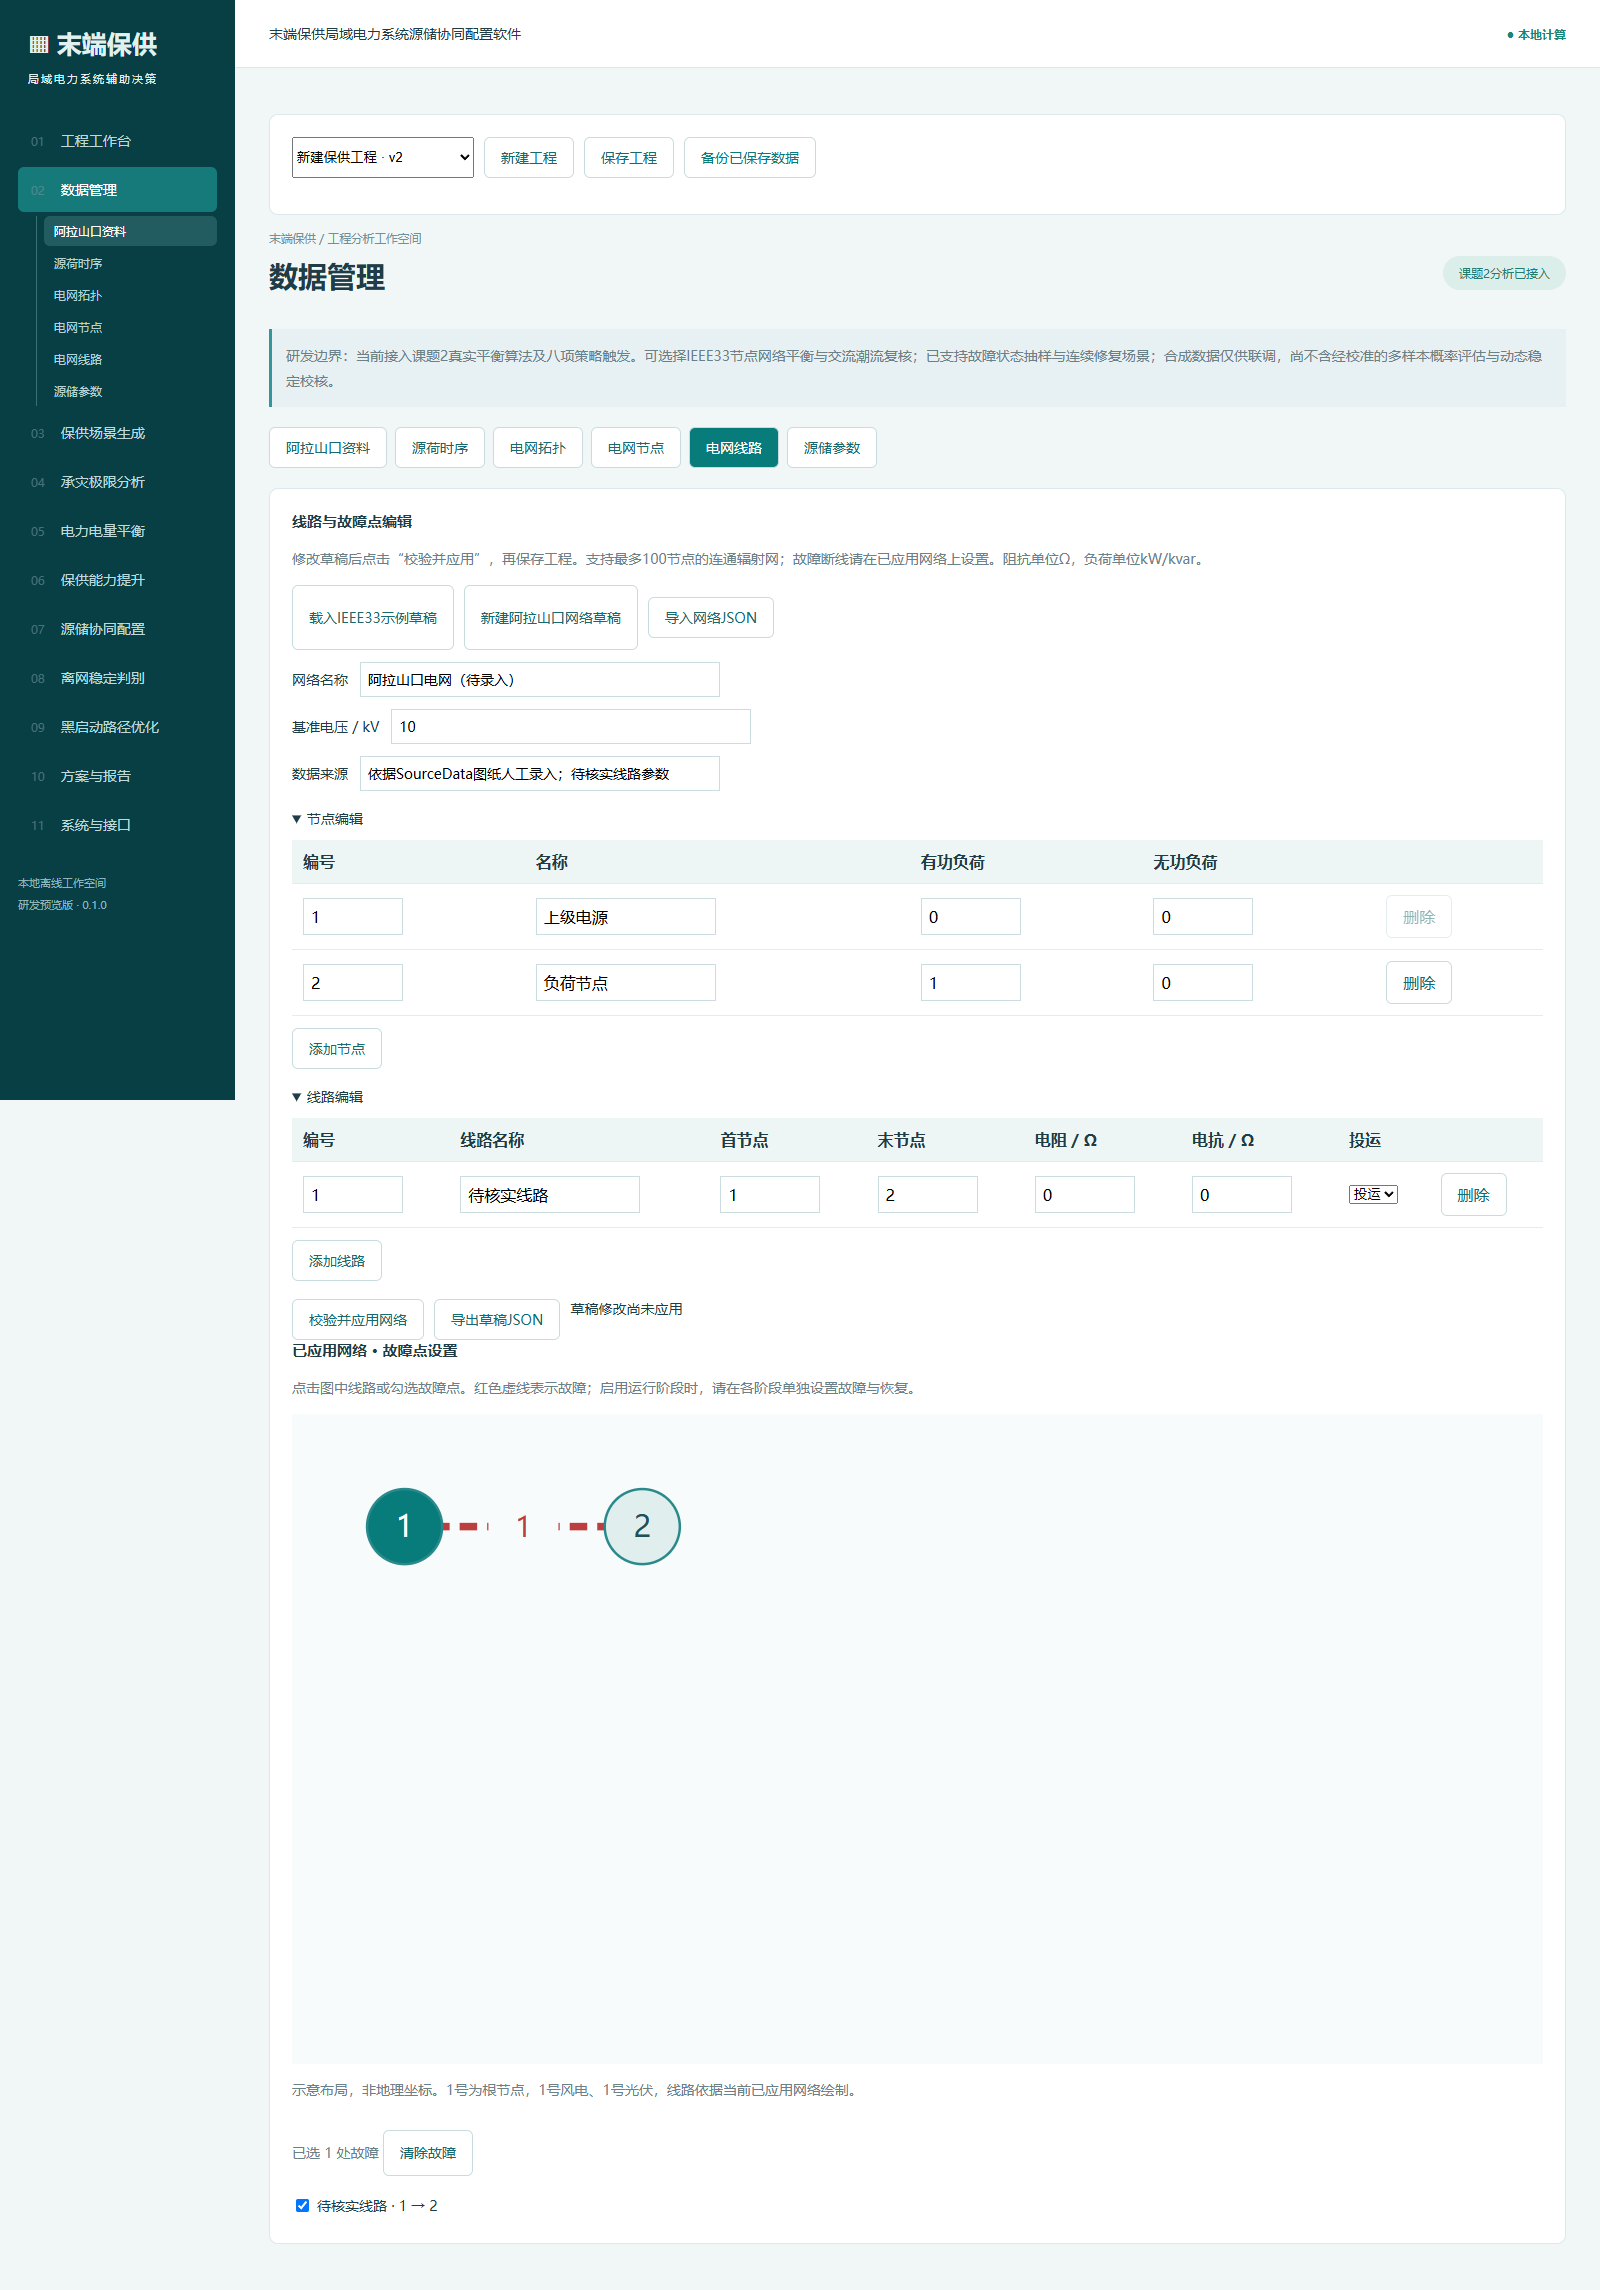 末端保供
局域电力系统辅助决策
01 工程工作台
02 数据管理
阿拉山口资料
源荷时序
电网拓扑
电网节点
电网线路
源储参数
03 保供场景生成
04 承灾极限分析
05 电力电量平衡
06 保供能力提升
07 源储协同配置
08 离网稳定判别
09 黑启动路径优化
10 方案与报告
11 系统与接口
本地离线工作空间
研发预览版 · 0.1.0
末端保供局域电力系统源储协同配置软件
● 本地计算
新建保供工程 · v2 新建工程 保存工程 备份已保存数据
末端保供 / 工程分析工作空间
数据管理
课题2分析已接入
研发边界：当前接入课题2真实平衡算法及八项策略触发。可选择IEEE33节点网络平衡与交流潮流复核；已支持故障状态抽样与连续修复场景；合成数据仅供联调，尚不含经校准的多样本概率评估与动态稳
定校核。
阿拉山口资料 源荷时序 电网拓扑 电网节点 电网线路 源储参数
线路与故障点编辑
修改草稿后点击“校验并应用”，再保存工程。支持最多100节点的连通辐射网；故障断线请在已应用网络上设置。阻抗单位Ω，负荷单位kW/kvar。
载入IEEE33示例草稿 新建阿拉山口网络草稿 导入网络JSON
网络名称 阿拉山口电网（待录入）
基准电压 / kV 10
数据来源 依据SourceData图纸人工录入；待核实线路参数
▼ 节点编辑
编号 名称 有功负荷 无功负荷
1 上级电源 0 0 删除
2 负荷节点 1 0 删除
添加节点
▼ 线路编辑
编号 线路名称 首节点 末节点 电阻 / Ω 电抗 / Ω 投运
1 待核实线路 1 2 0 0 投运 删除
添加线路
校验并应用网络 导出草稿JSON 草稿修改尚未应用
已应用网络 · 故障点设置
点击图中线路或勾选故障点。红色虚线表示故障；启用运行阶段时，请在各阶段单独设置故障与恢复。
1 1 2
示意布局，非地理坐标。1号为根节点，1号风电、1号光伏，线路依据当前已应用网络绘制。
已选 1 处故障 清除故障
待核实线路 · 1 → 2